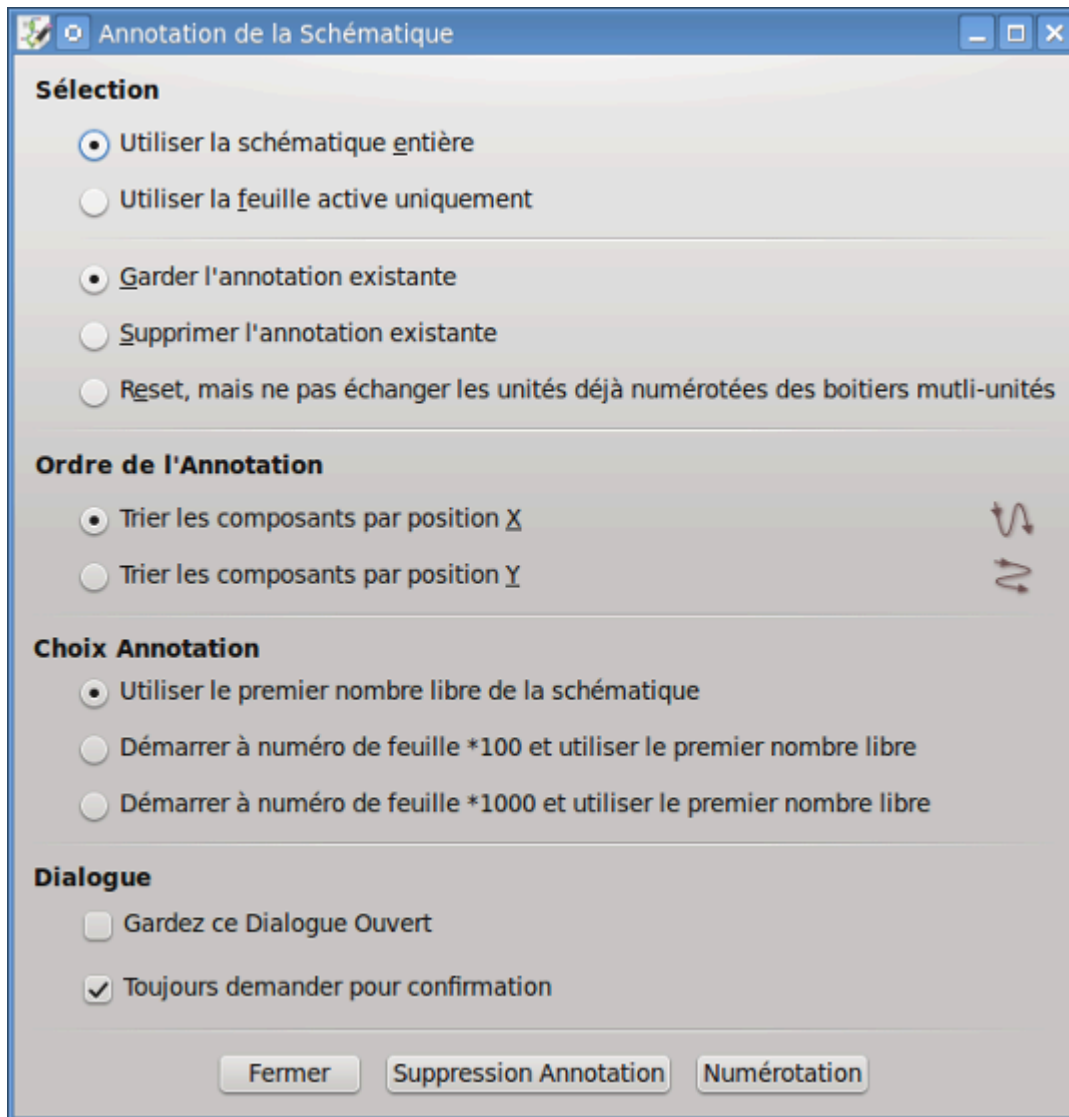 Annotation de la Schématique
Sélection
Utiliser la schématique entière
Utiliser la feuille active uniquement
Garder l'annotation existante
Supprimer l'annotation existante
Reset, mais ne pas échanger les unités déjà numérotées des boitiers mutli-unités
Ordre de l'Annotation
Trier les composants par position X
Trier les composants par position Y
Choix Annotation
Utiliser le premier nombre libre de la schématique
Démarrer à numéro de feuille *100 et utiliser le premier nombre libre
Démarrer à numéro de feuille *1000 et utiliser le premier nombre libre
Dialogue
Gardez ce Dialogue Ouvert
Toujours demander pour confirmation
Fermer Suppression Annotation Numérotation